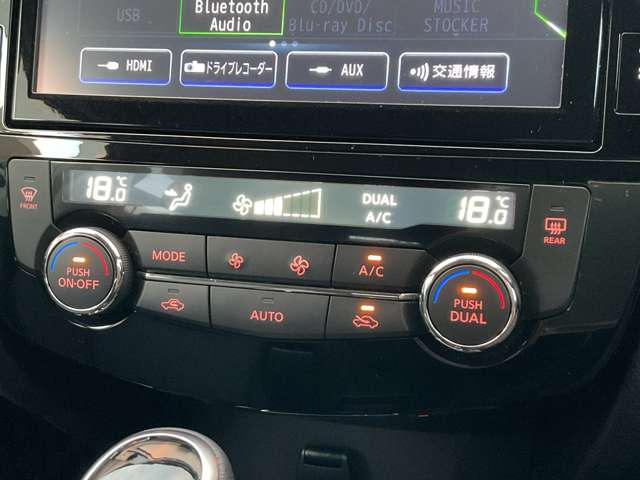 USB
Bluetooth
Audio
CD/DVD/
Blu-ray Disc
MUSIC
STOCKER
HDMI
ドライブレコーダー
AUX
交通情報
FRONT
18.0℃
DUAL
A/C
18.0℃
REAR
PUSH
ON·OFF
MODE
A/C
PUSH
DUAL
AUTO